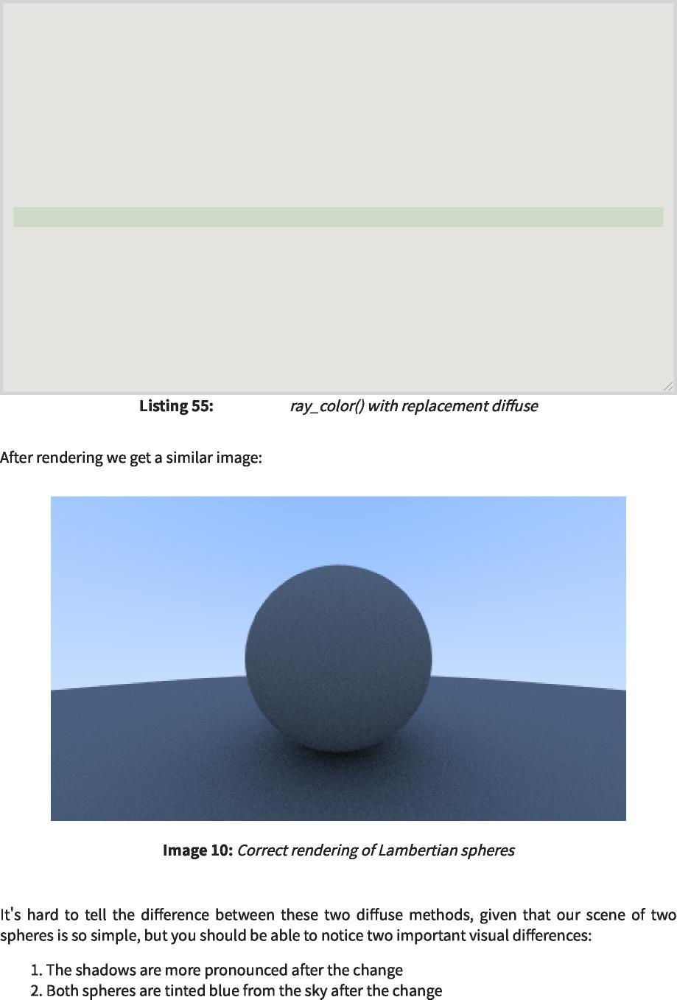 Listing 55: ray_color() with replacement diffuse
After rendering we get a similar image:
Image 10: Correct rendering of Lambertian spheres
It's hard to tell the difference between these two diffuse methods, given that our scene of two
spheres is so simple, but you should be able to notice two important visual differences:
1. The shadows are more pronounced after the change
2. Both spheres are tinted blue from the sky after the change